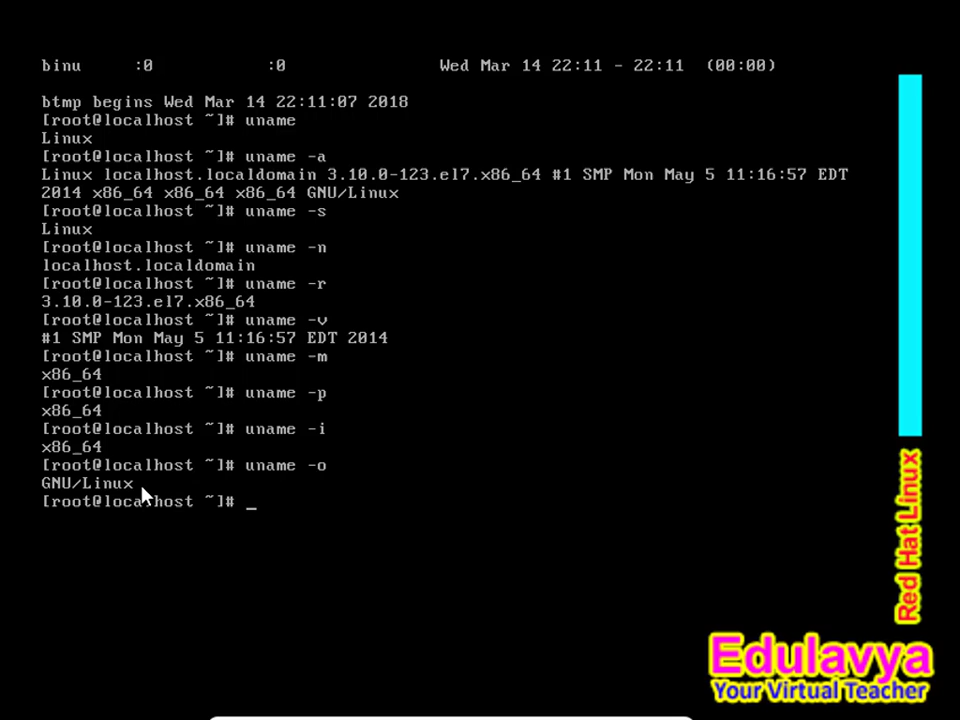 binu     :0             :0                 Wed Mar 14 22:11 - 22:11  (00:00)
btmp begins Wed Mar 14 22:11:07 2018
[root@localhost ~]# uname
Linux
[root@localhost ~]# uname -a
Linux localhost.localdomain 3.10.0-123.el7.x86_64 #1 SMP Mon May 5 11:16:57 EDT
2014 x86_64 x86_64 x86_64 GNU/Linux
[root@localhost ~]# uname -s
Linux
[root@localhost ~]# uname -n
localhost.localdomain
[root@localhost ~]# uname -r
3.10.0-123.el7.x86_64
[root@localhost ~]# uname -v
#1 SMP Mon May 5 11:16:57 EDT 2014
[root@localhost ~]# uname -m
x86_64
[root@localhost ~]# uname -p
x86_64
[root@localhost ~]# uname -i
x86_64
[root@localhost ~]# uname -o
GNU/Linux
[root@localhost ~]# _
Red Hat Linux
Edulavya
Your Virtual Teacher